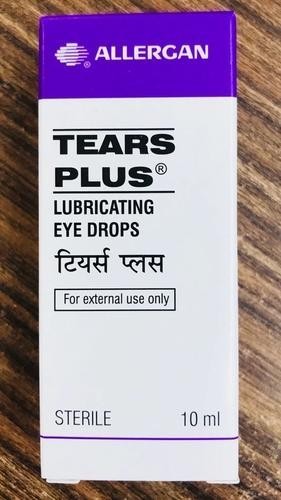 ALLERGAN
TEARS
PLUS®
LUBRICATING
EYE DROPS
टियर्स प्लस
For external use only
STERILE 10 ml